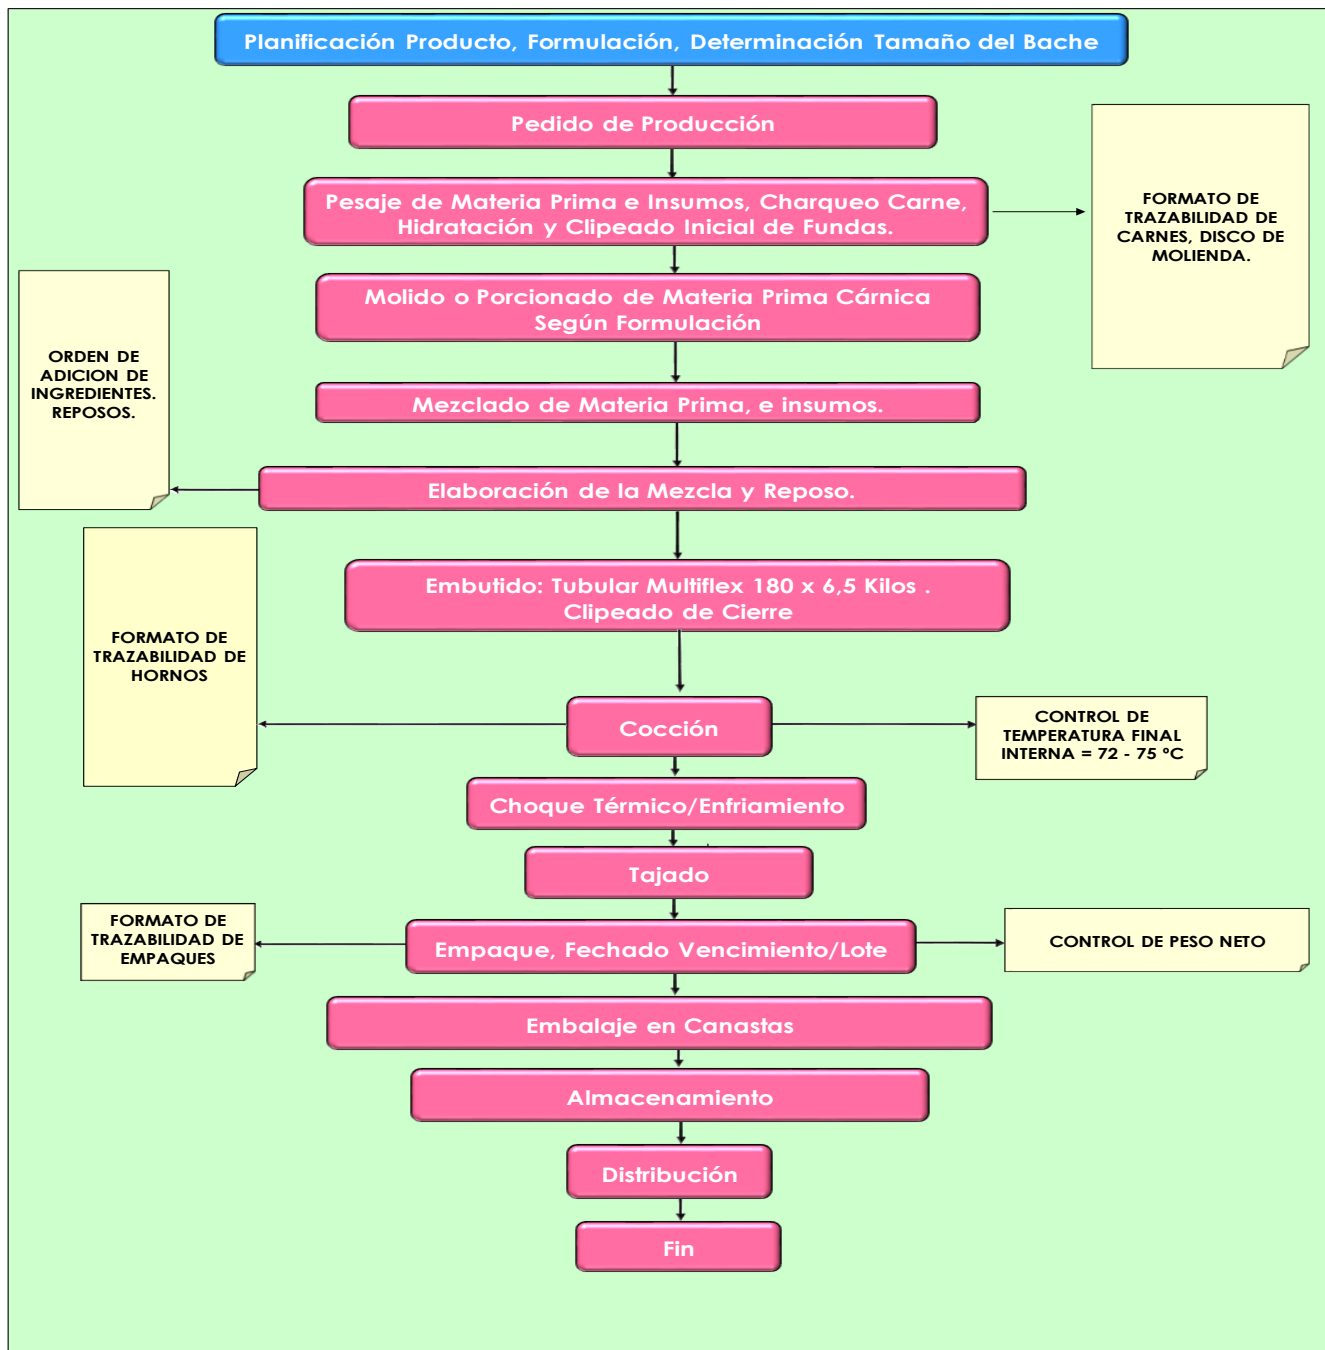 Planificación Producto, Formulación, Determinación Tamaño del Bache
Pedido de Producción
Pesaje de Materia Prima e Insumos, Charqueo Carne,
Hidratación y Clipeado Inicial de Fundas.
FORMATO DE
TRAZABILIDAD DE
CARNES, DISCO DE
MOLIENDA.
Molido o Porcionado de Materia Prima Cárnica
Según Formulación
Mezclado de Materia Prima, e insumos.
ORDEN DE
ADICION DE
INGREDIENTES.
REPOSOS.
Elaboración de la Mezcla y Reposo.
Embutido: Tubular Multiflex 180 x 6,5 Kilos .
Clipeado de Cierre
FORMATO DE
TRAZABILIDAD DE
HORNOS
Cocción
CONTROL DE
TEMPERATURA FINAL
INTERNA = 72 - 75 ºC
Choque Térmico/Enfriamiento
Tajado
FORMATO DE
TRAZABILIDAD DE
EMPAQUES
Empaque, Fechado Vencimiento/Lote
CONTROL DE PESO NETO
Embalaje en Canastas
Almacenamiento
Distribución
Fin